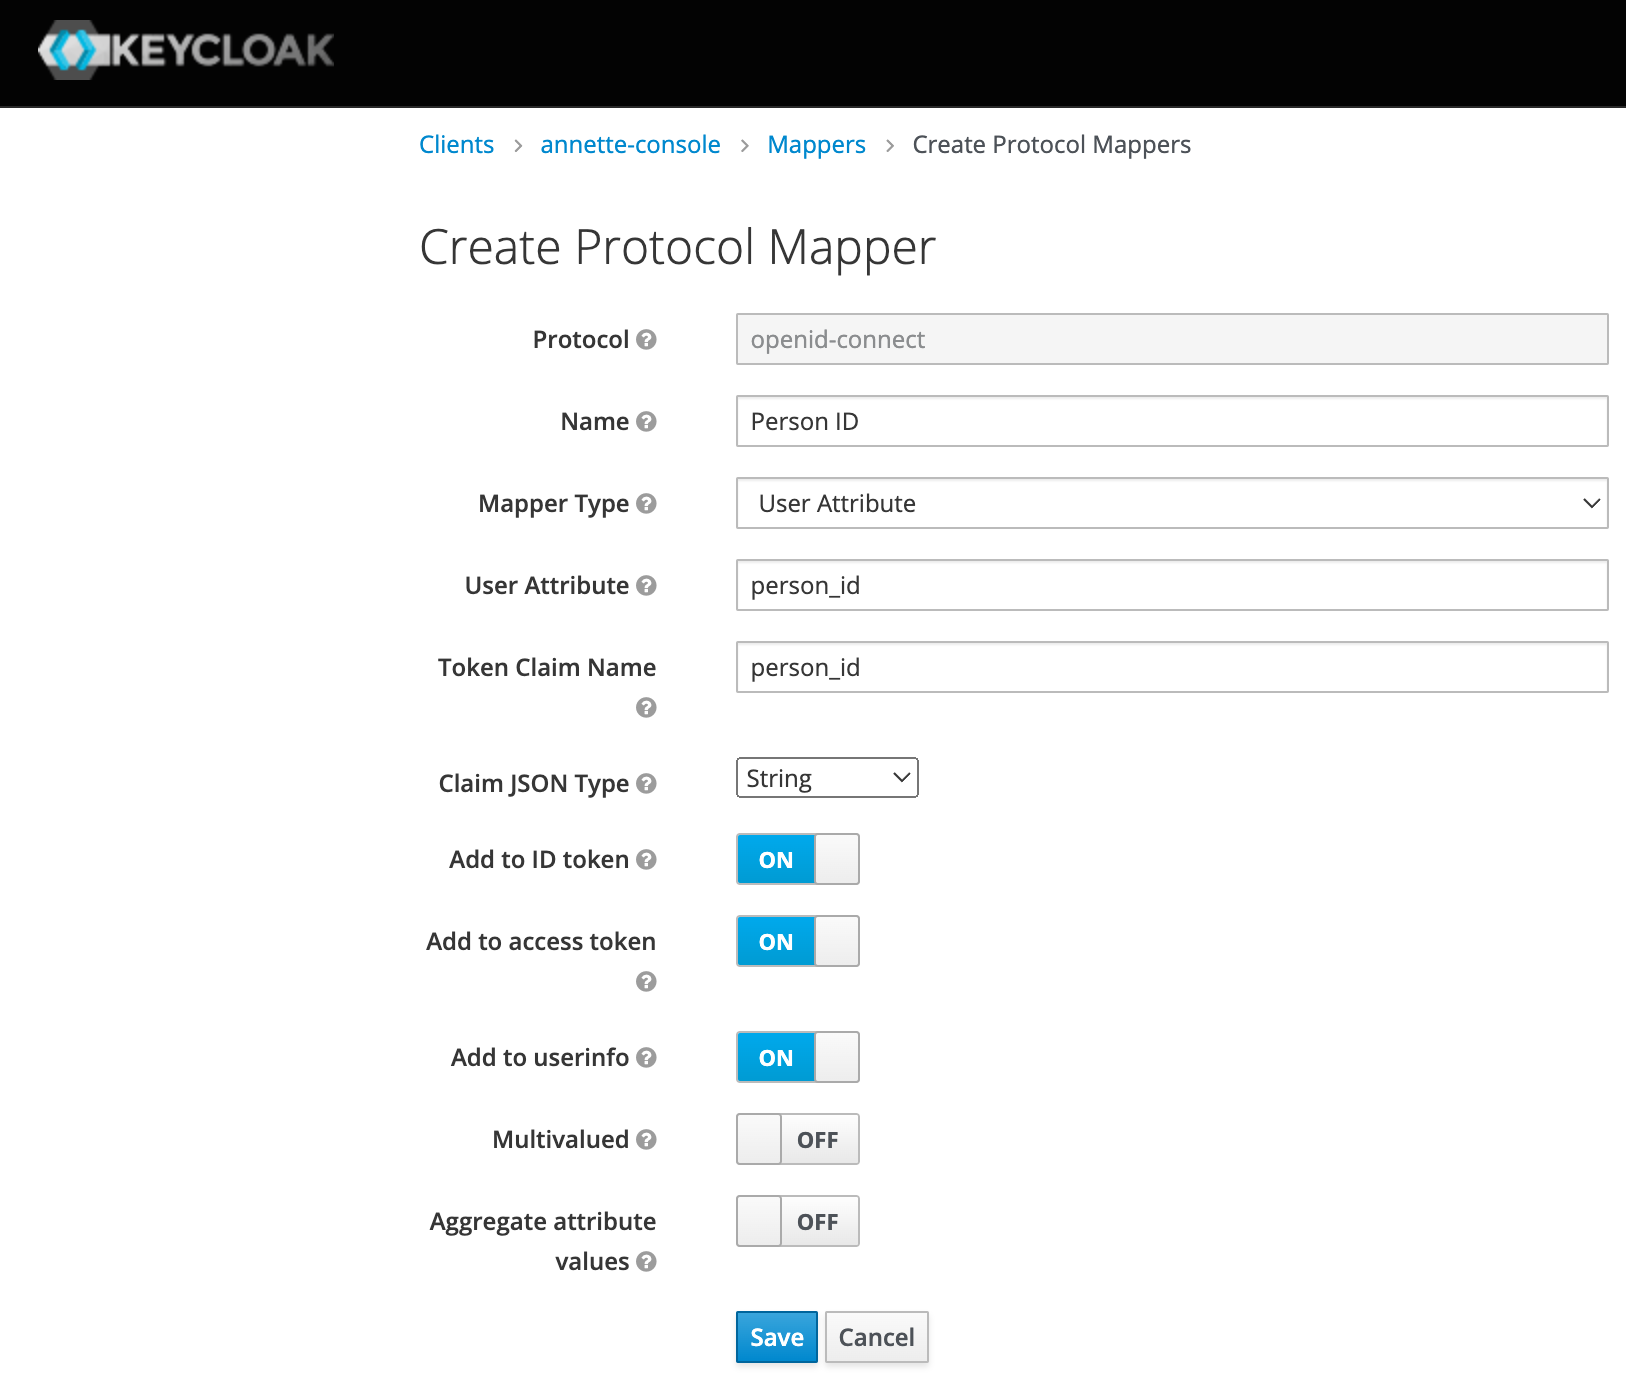 KEYCLOAK
Clients > annette-console > Mappers > Create Protocol Mappers
Create Protocol Mapper
Protocol ? openid-connect
Name ? Person ID
Mapper Type ? User Attribute
User Attribute ? person_id
Token Claim Name person_id
?
Claim JSON Type ? String
Add to ID token ? ON
Add to access token ON
?
Add to userinfo ? ON
Multivalued ? OFF
Aggregate attribute OFF
values ?
Save Cancel